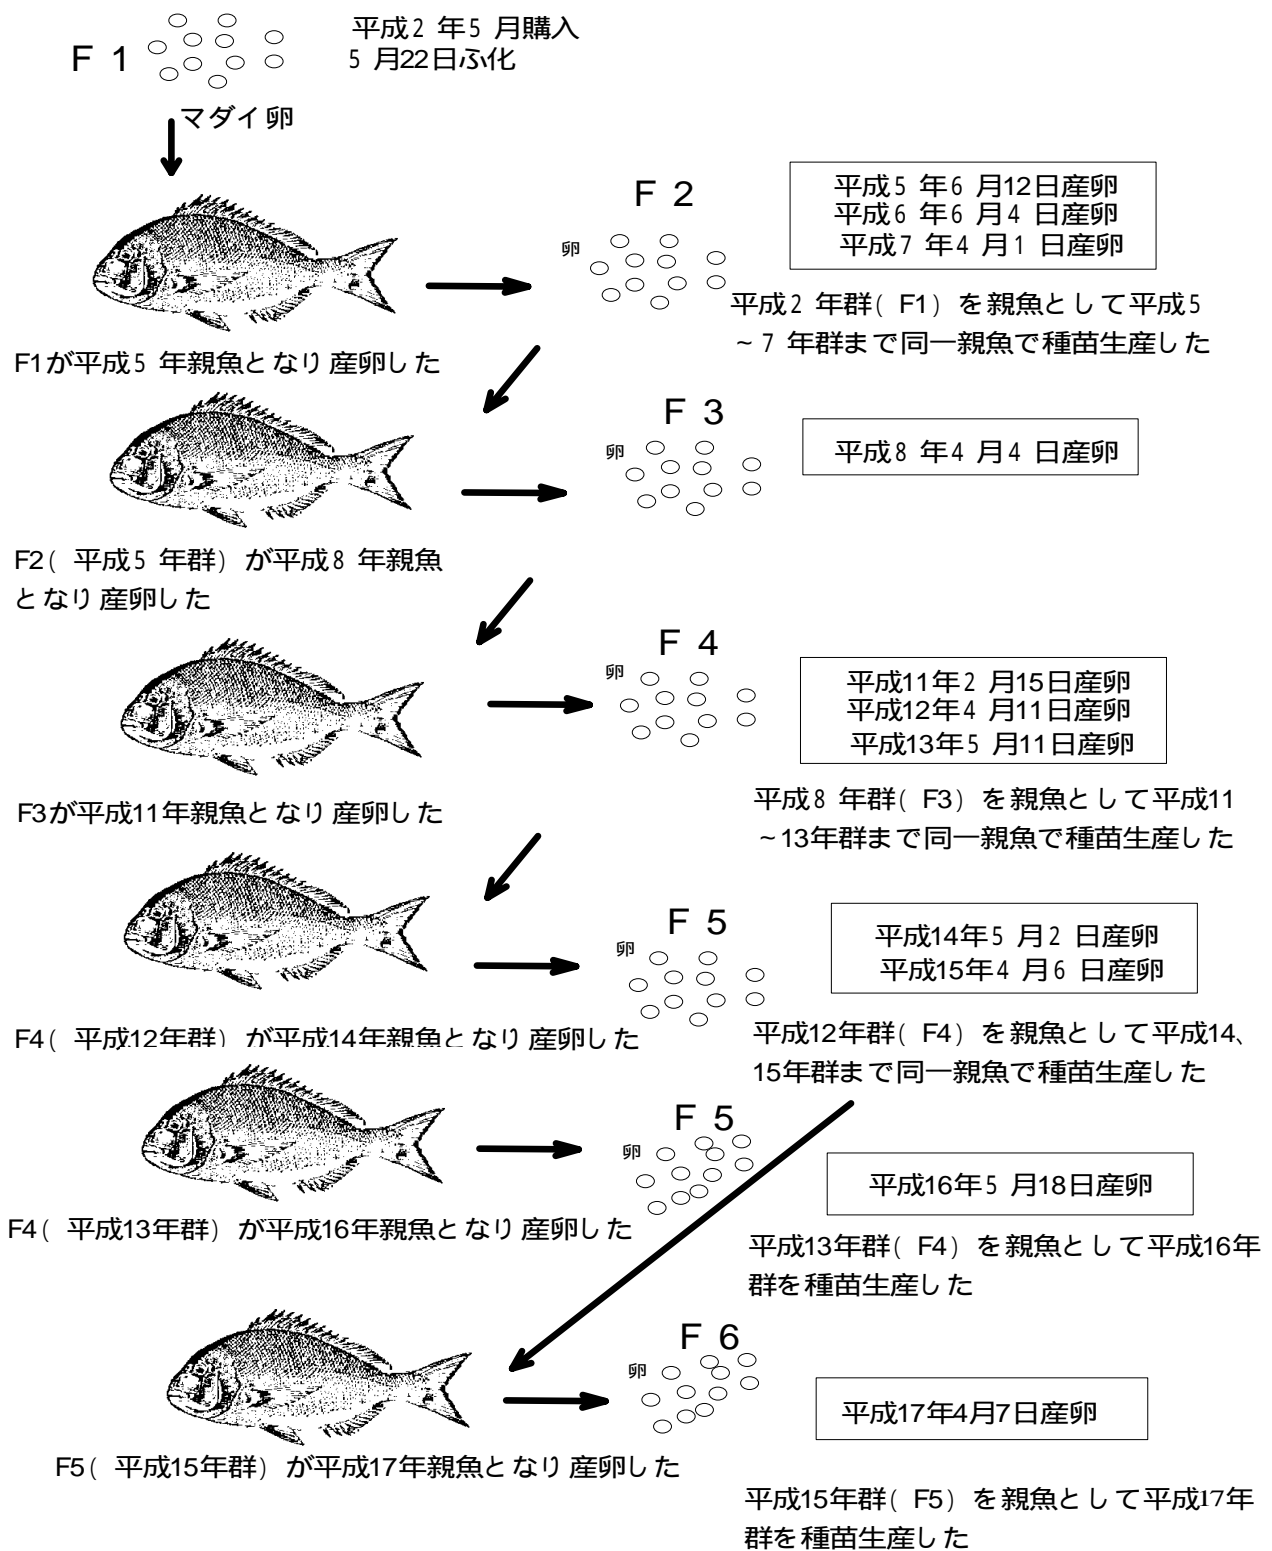 平成2 年5 月購入
F 1
5 月22日ふ化
マダイ卵
F 2
卵
平成5 年6 月12日産卵
平成6 年6 月4 日産卵
平成7 年4 月1 日産卵
平成2 年群( F1) を親魚として平成5
~7 年群まで同一親魚で種苗生産した
F1が平成5 年親魚となり産卵した
F 3
卵
平成8 年4 月4 日産卵
F2( 平成5 年群) が平成8 年親魚
となり産卵した
F 4
卵
平成11年2 月15日産卵
平成12年4 月11日産卵
平成13年5 月11日産卵
平成8 年群( F3) を親魚として平成11
~13年群まで同一親魚で種苗生産した
F3が平成11年親魚となり産卵した
F 5
卵
平成14年5 月2 日産卵
平成15年4 月6 日産卵
平成12年群( F4) を親魚として平成14、
15年群まで同一親魚で種苗生産した
F4( 平成12年群) が平成14年親魚となり産卵した
F 5
卵
平成16年5 月18日産卵
F4( 平成13年群) が平成16年親魚となり産卵した
平成13年群( F4) を親魚として平成16年
群を種苗生産した
F 6
卵
平成17年4月7日産卵
F5( 平成15年群) が平成17年親魚となり産卵した
平成15年群( F5) を親魚として平成17年
群を種苗生産した